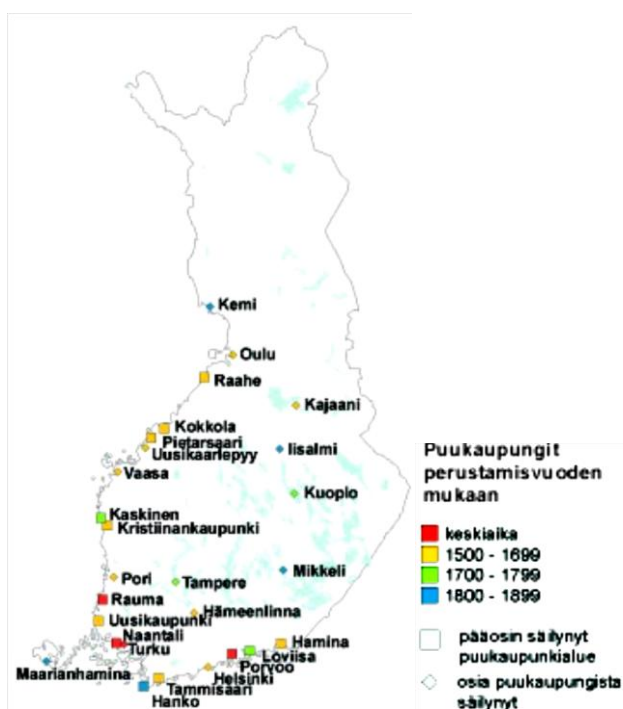 Kemi
Oulu
Raahe
Kajaani
Kokkola
Pietarsaari
Uusikaarlepyy
Iisalmi
Vaasa
Kuopio
Kaskinen
Kristiinankaupunki
Mikkeli
Pori
Tampere
Rauma
Hämeenlinna
Uusikaupunki
Naantali
Turku
Hamina
Loviisa
Porvoo
Maarianhamina
Helsinki
Tammisaari
Hanko
Puukaupungit
perustamisvuoden
mukaan
keskiaika
1500 - 1699
1700 - 1799
1800 - 1899
pääosin säilynyt
puukaupunkialue
osia puukaupungista
säilynyt